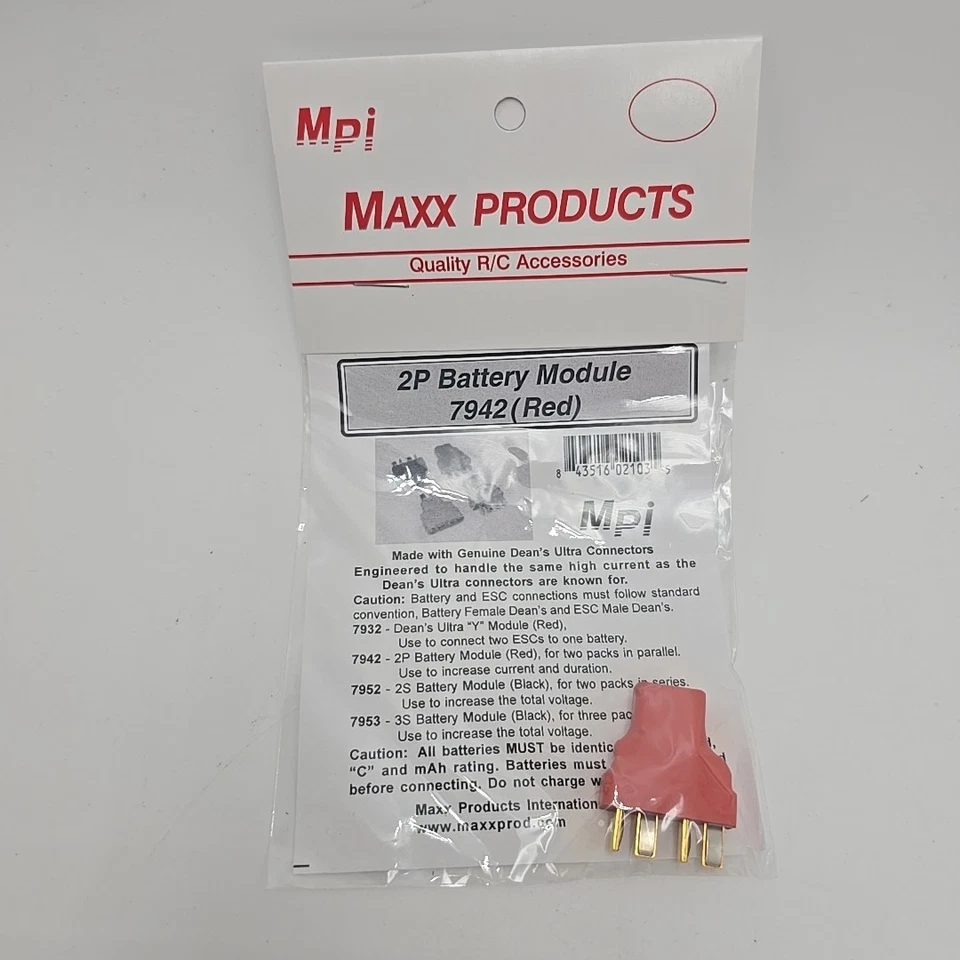 Mpi
MAXX PRODUCTS
Quality R/C Accessories
2P Battery Module
7942 (Red)
8 43516 02103 5
Mpi
Made with Genuine Dean's Ultra Connectors
Engineered to handle the same high current as the
Dean's Ultra connectors are known for.
Caution: Battery and ESC connections must follow standard
convention, Battery Female Dean's and ESC Male Dean's.
7932 - Dean's Ultra "Y" Module (Red),
Use to connect two ESCs to one battery.
7942 - 2P Battery Module (Red), for two packs in parallel.
Use to increase current and duration.
7952 - 2S Battery Module (Black), for two packs in series.
Use to increase the total voltage.
7953 - 3S Battery Module (Black), for three
Use to increase the total voltage.
Caution: All batteries MUST be
"C" and mAh rating. Batteries must
before connecting. Do not charge
Maxx Products
www.maxxprod.com